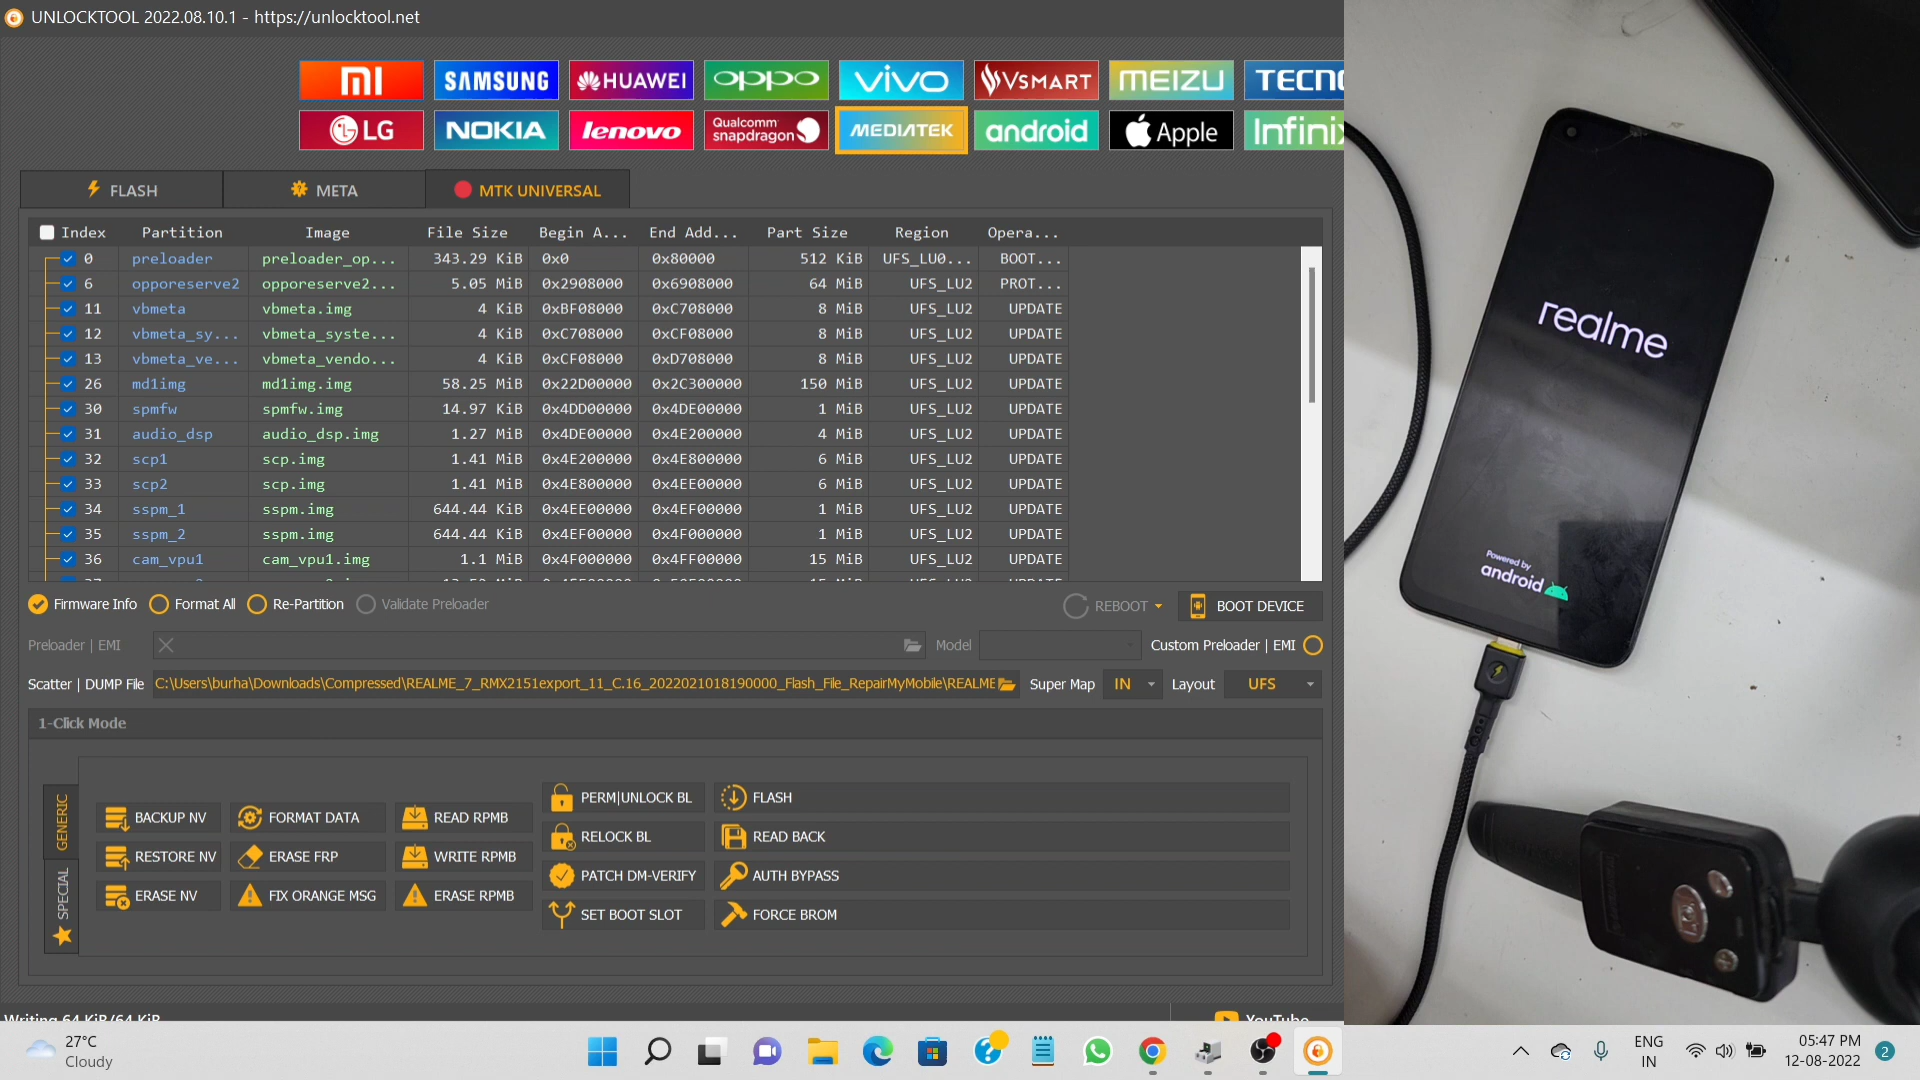 UNLOCKTOOL 2022.08.10.1 - https://unlocktool.net
mi SAMSUNG HUAWEI oppo vivo VSMART MEIZU TECNO
LG NOKIA lenovo Qualcomm snapdragon MEDIATEK android Apple Infinix
FLASH META MTK UNIVERSAL
Index Partition Image File Size Begin A... End Add... Part Size Region Opera...
0 preloader preloader_op... 343.29 KiB 0x0 0x80000 512 KiB UFS_LU0... BOOT...
6 opporeserve2 opporeserve2... 5.05 MiB 0x2908000 0x6908000 64 MiB UFS_LU2 PROT...
11 vbmeta vbmeta.img 4 KiB 0xBF08000 0xC708000 8 MiB UFS_LU2 UPDATE
12 vbmeta_sy... vbmeta_syste... 4 KiB 0xC708000 0xCF08000 8 MiB UFS_LU2 UPDATE
13 vbmeta_ve... vbmeta_vendo... 4 KiB 0xCF08000 0xD708000 8 MiB UFS_LU2 UPDATE
26 md1img md1img.img 58.25 MiB 0x22D00000 0x2C300000 150 MiB UFS_LU2 UPDATE
30 spmfw spmfw.img 14.97 KiB 0x4DD00000 0x4DE00000 1 MiB UFS_LU2 UPDATE
31 audio_dsp audio_dsp.img 1.27 MiB 0x4DE00000 0x4E200000 4 MiB UFS_LU2 UPDATE
32 scp1 scp.img 1.41 MiB 0x4E200000 0x4E800000 6 MiB UFS_LU2 UPDATE
33 scp2 scp.img 1.41 MiB 0x4E800000 0x4EE00000 6 MiB UFS_LU2 UPDATE
34 sspm_1 sspm.img 644.44 KiB 0x4EE00000 0x4EF00000 1 MiB UFS_LU2 UPDATE
35 sspm_2 sspm.img 644.44 KiB 0x4EF00000 0x4F000000 1 MiB UFS_LU2 UPDATE
36 cam_vpu1 cam_vpu1.img 1.1 MiB 0x4F000000 0x4FF00000 15 MiB UFS_LU2 UPDATE
Firmware Info Format All Re-Partition Validate Preloader REBOOT BOOT DEVICE
Preloader | EMI Model Custom Preloader | EMI
Scatter | DUMP File C:\Users\burha\Downloads\Compressed\REALME_7_RMX2151export_11_C.16_2022021018190000_Flash_File_RepairMyMobile\REALME Super Map IN Layout UFS
1-Click Mode
GENERIC
SPECIAL
BACKUP NV FORMAT DATA READ RPMB
RESTORE NV ERASE FRP WRITE RPMB
ERASE NV FIX ORANGE MSG ERASE RPMB
PERM|UNLOCK BL FLASH
RELOCK BL READ BACK
PATCH DM-VERIFY AUTH BYPASS
SET BOOT SLOT FORCE BROM
Writing 64 KiB/64 KiB YouTube
realme
Powered by
android
27°C
Cloudy
ENG
IN
05:47 PM
12-08-2022
2